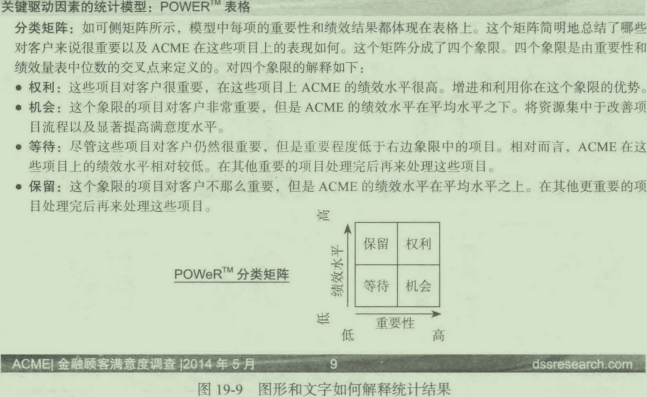 关键驱动因素的统计模型：POWER™ 表格
分类矩阵：如可侧矩阵所示，模型中每项的重要性和绩效结果都体现在表格上。这个矩阵简明地总结了哪些
对客户来说很重要以及 ACME 在这些项目上的表现如何。这个矩阵分成了四个象限。四个象限是由重要性和
绩效量表中位数的交叉点来定义的。对四个象限的解释如下：
● 权利：这些项目对客户很重要，在这些项目上 ACME 的绩效水平很高。增进和利用你在这个象限的优势。
● 机会：这个象限的项目对客户非常重要，但是 ACME 的绩效水平在平均水平之下。将资源集中于改善项
目流程以及显著提高满意度水平。
● 等待：尽管这些项目对客户仍然很重要，但是重要程度低于右边象限中的项目。相对而言，ACME 在这
些项目上的绩效水平相对较低。在其他重要的项目处理完后再来处理这些项目。
● 保留：这个象限的项目对客户不那么重要，但是 ACME 的绩效水平在平均水平之上。在其他更重要的项
目处理完后再来处理这些项目。
高
保留 权利
绩效水平
POWeR™ 分类矩阵
等待 机会
低
重要性
低 高
ACME| 金融顾客满意度调查 |2014 年 5 月 9 dssresearch.com
图 19-9 图形和文字如何解释统计结果